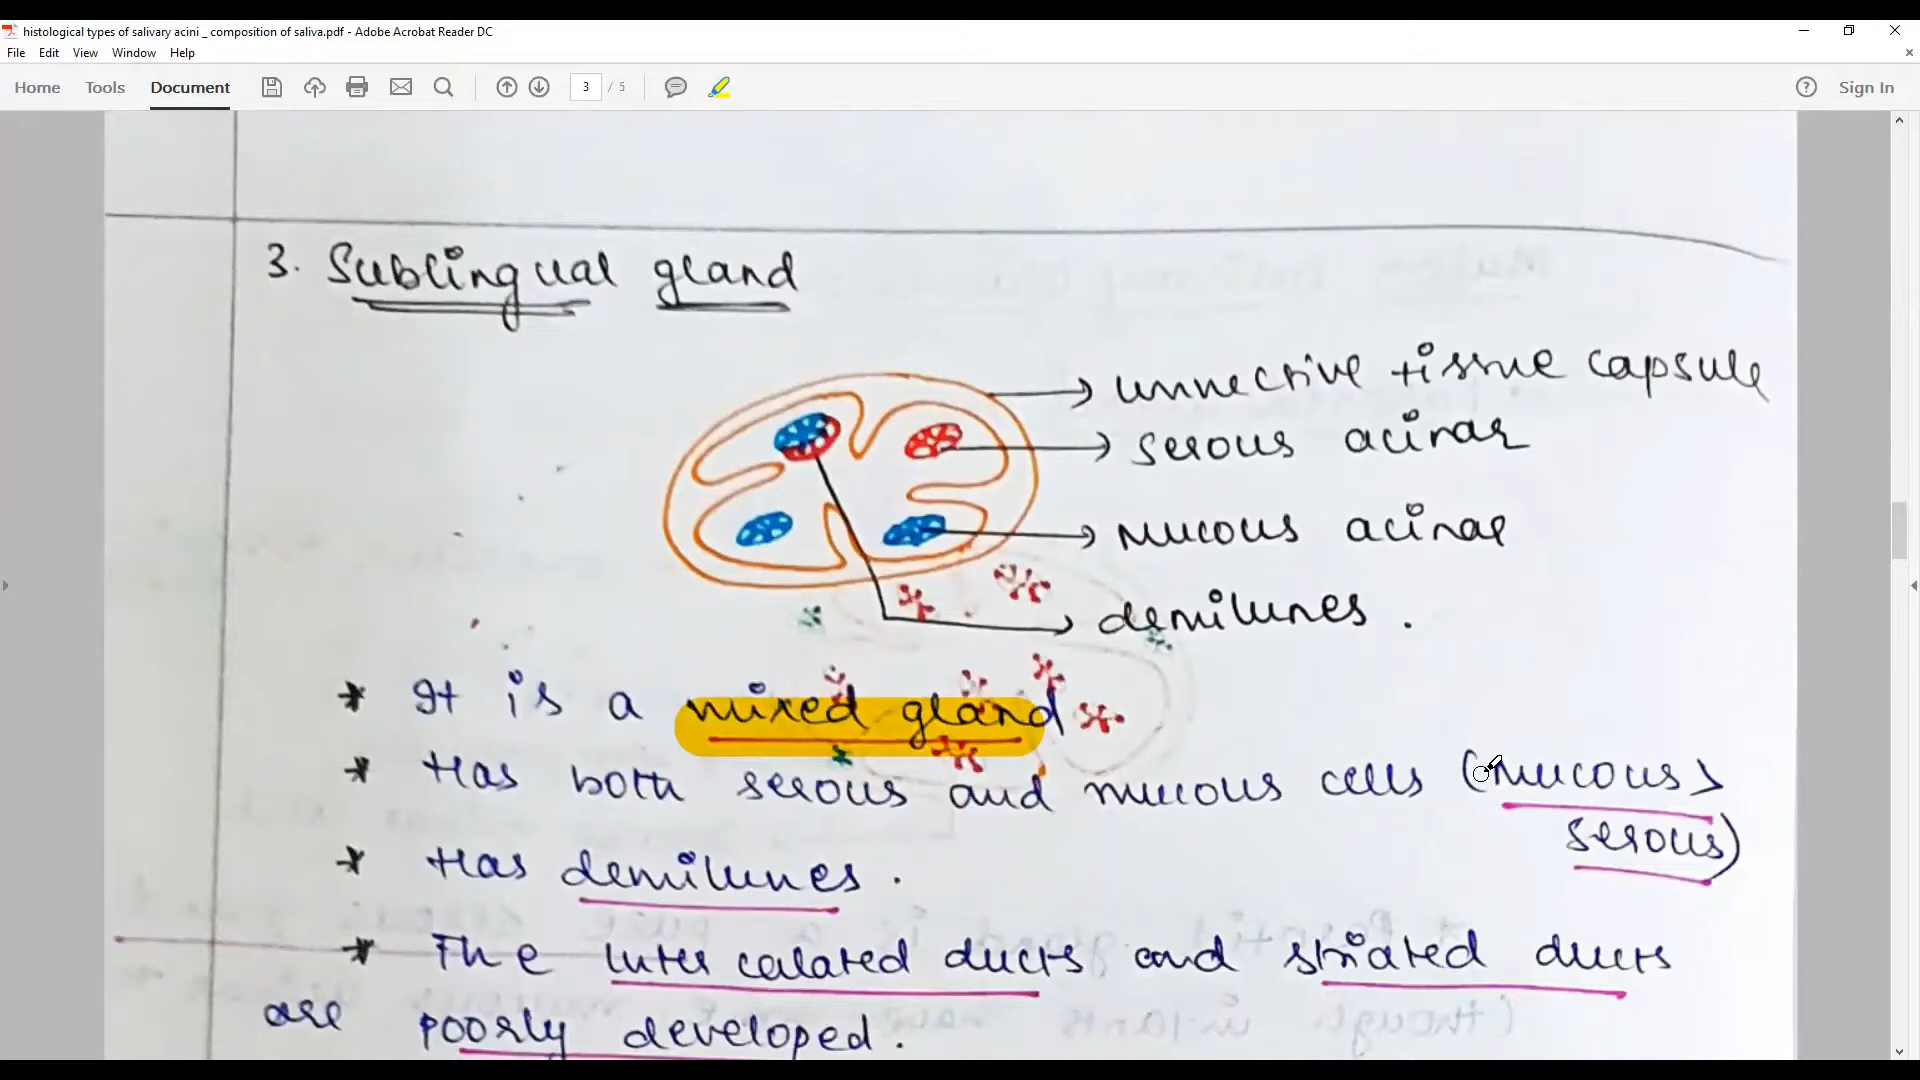 histological types of salivary acini _ composition of saliva.pdf - Adobe Acrobat Reader DC
File Edit View Window Help
Home Tools Document 3 / 5 Sign In
3. Sublingual gland
connective tissue capsule
serous acinar
mucous acinar
demilunes .
* It is a mixed gland
* Has both serous and mucous cells (mucous >
serous)
* Has demilunes .
* The inter calated ducts and striated ducts
are poorly developed .